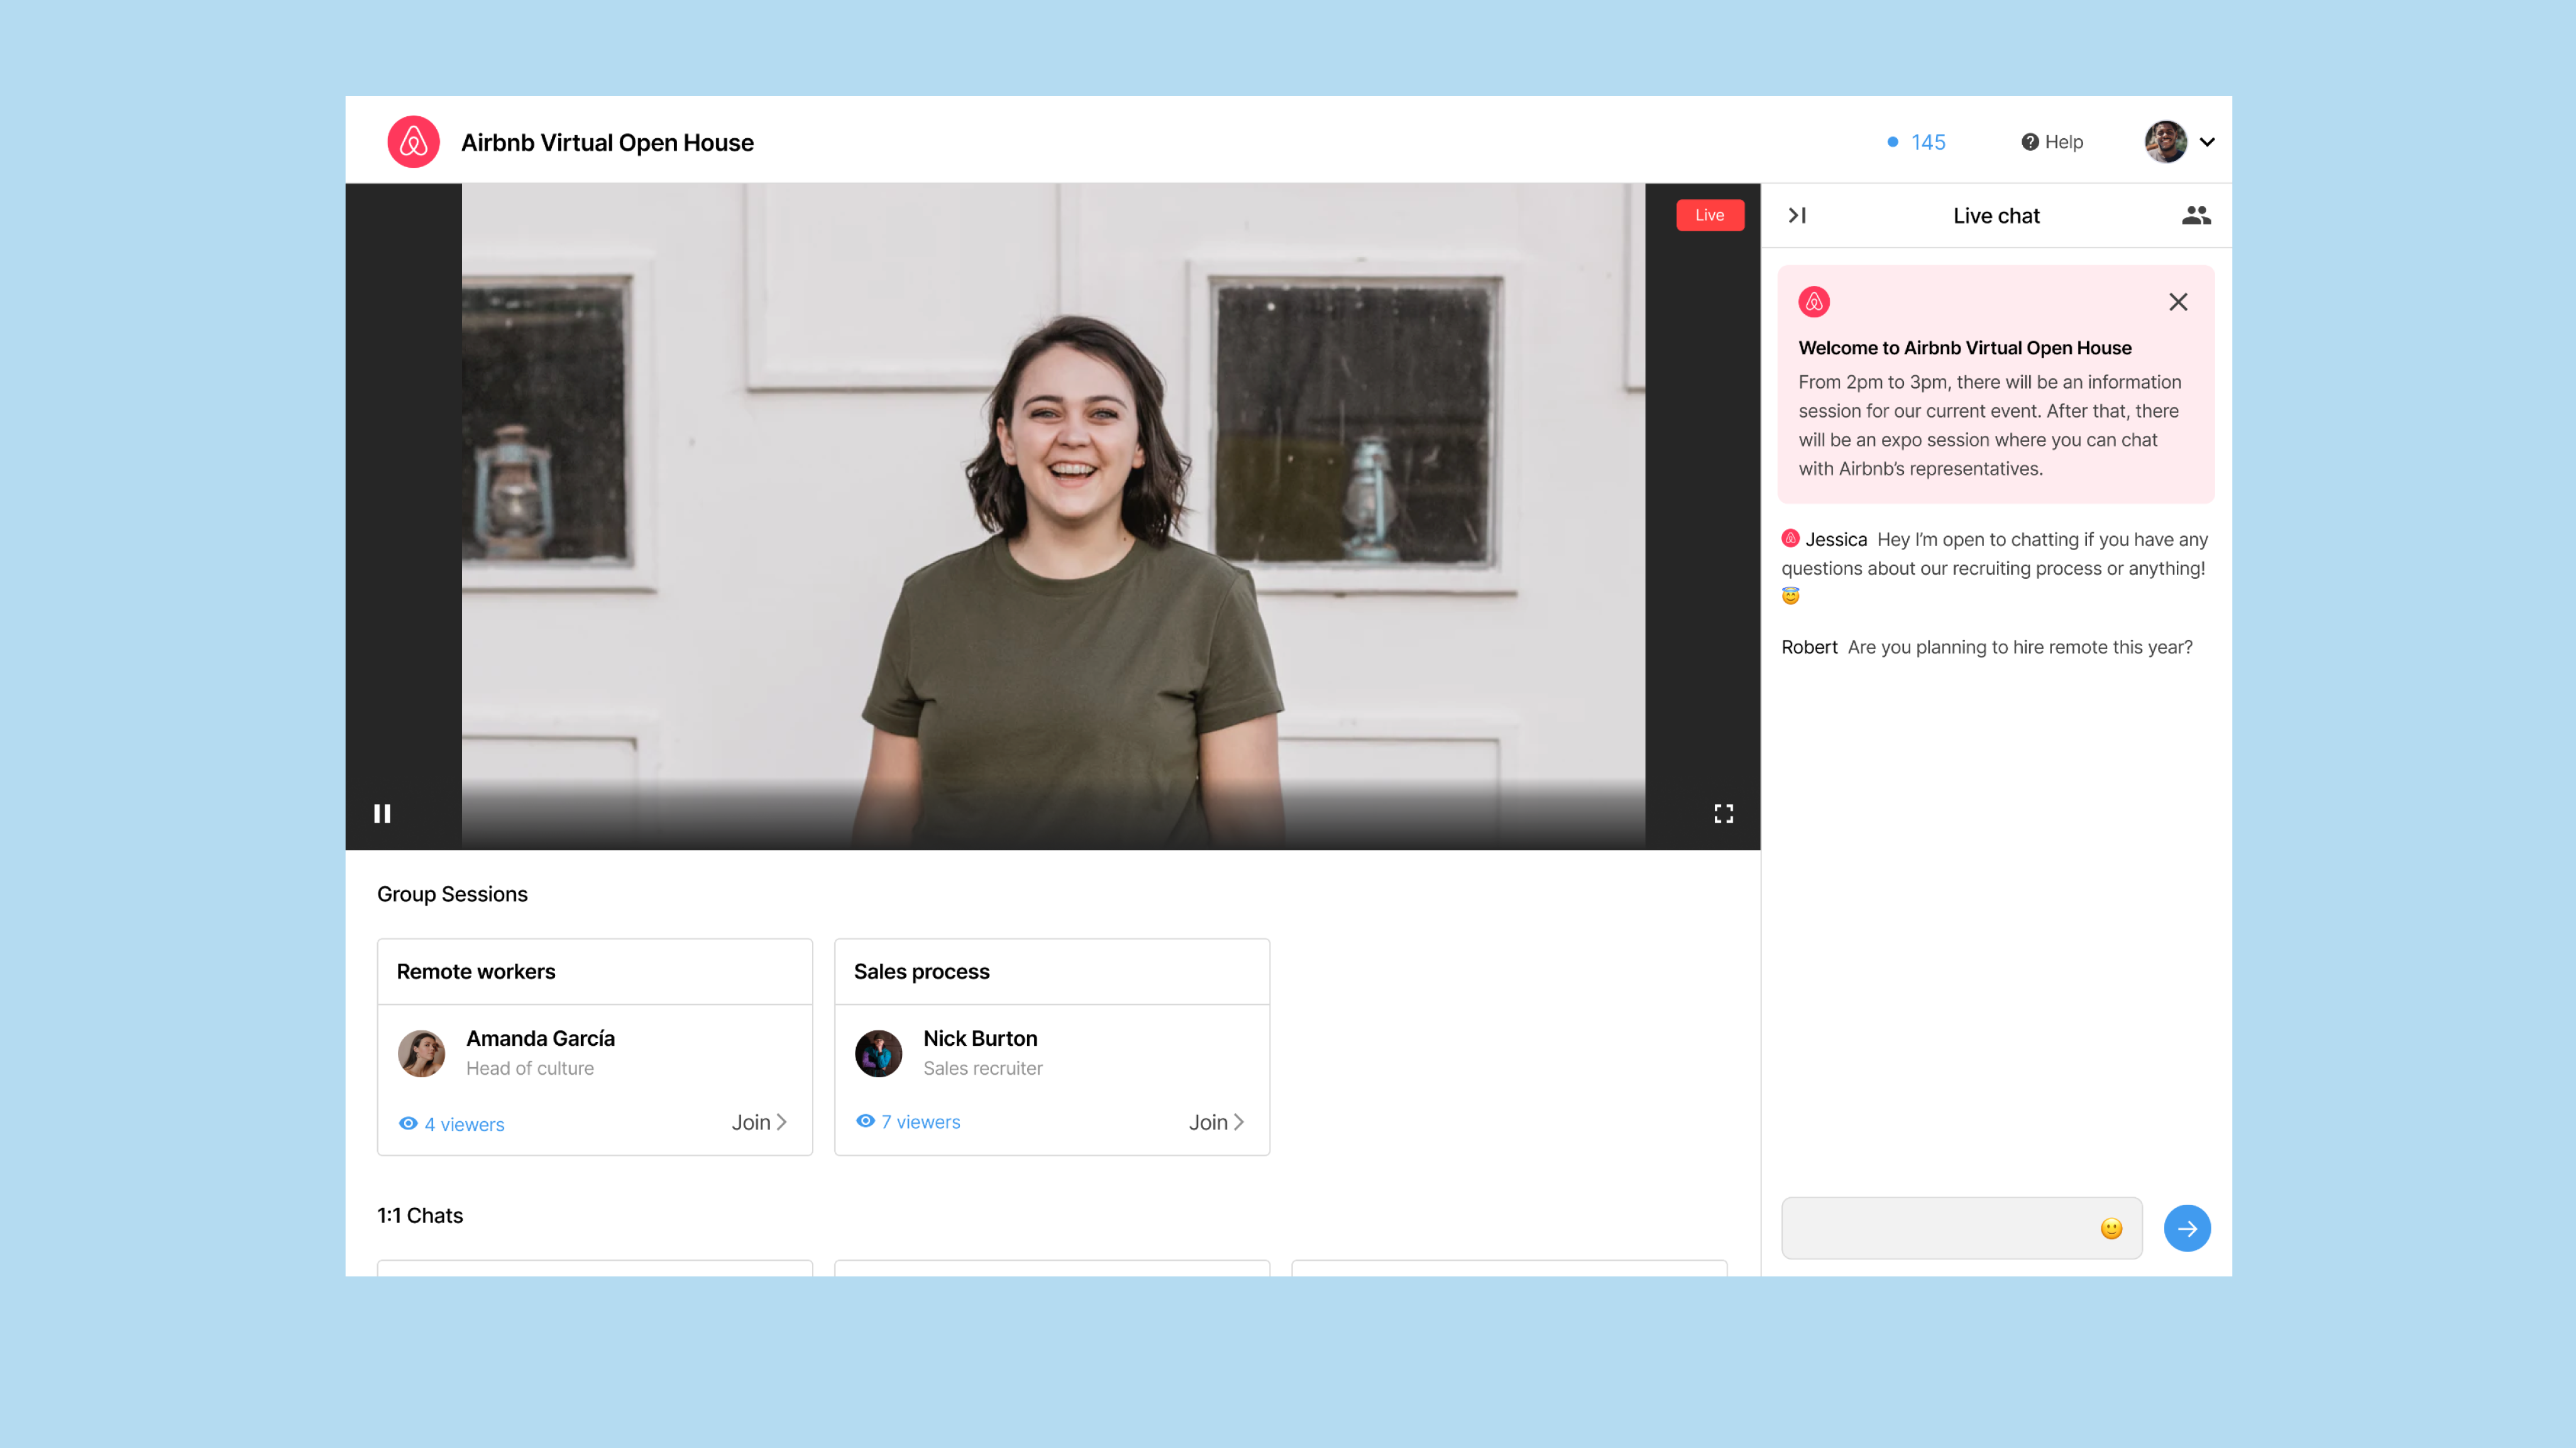 Airbnb Virtual Open House
145
Help
Live
Live chat
Welcome to Airbnb Virtual Open House
From 2pm to 3pm, there will be an information
session for our current event. After that, there
will be an expo session where you can chat
with Airbnb’s representatives.
Jessica Hey I’m open to chatting if you have any
questions about our recruiting process or anything!
😇
Robert Are you planning to hire remote this year?
Group Sessions
Remote workers
Amanda García
Head of culture
4 viewers
Join
Sales process
Nick Burton
Sales recruiter
7 viewers
Join
1:1 Chats